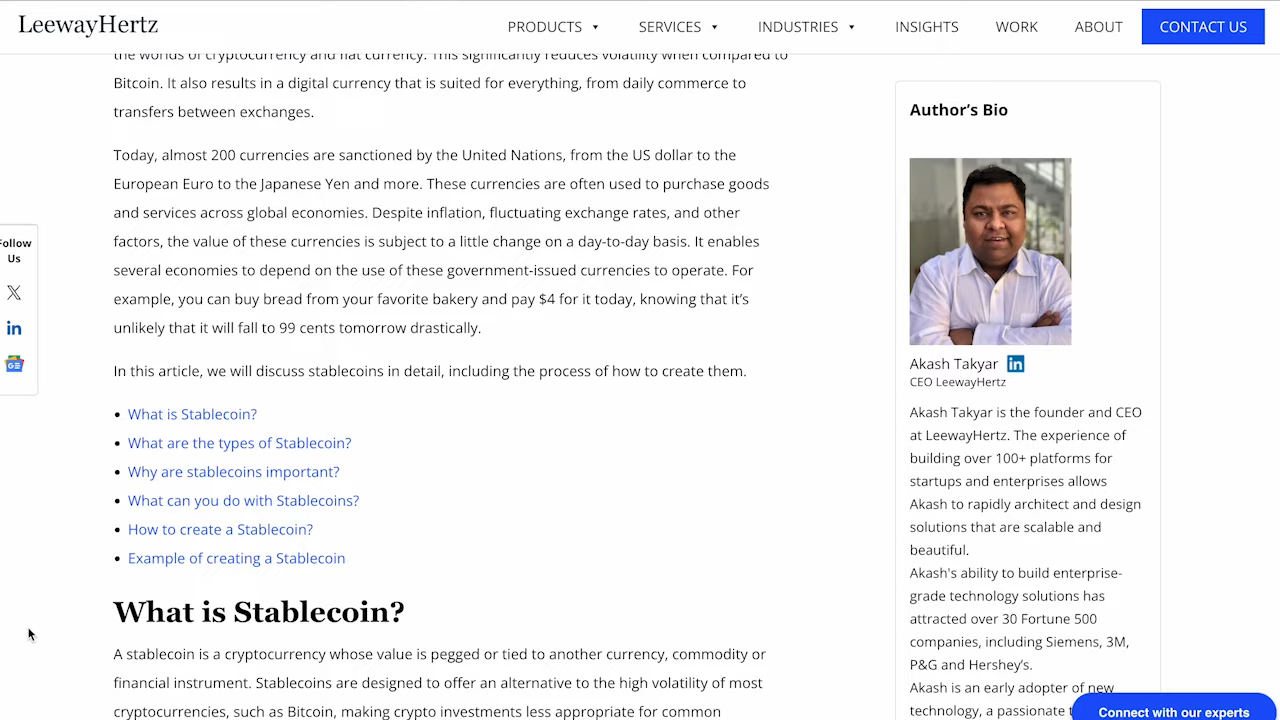 LeewayHertz
PRODUCTS
SERVICES
INDUSTRIES
INSIGHTS
WORK
ABOUT
CONTACT US
the worlds of cryptocurrency and fiat currency. This significantly reduces volatility when compared to
Bitcoin. It also results in a digital currency that is suited for everything, from daily commerce to
transfers between exchanges.
Today, almost 200 currencies are sanctioned by the United Nations, from the US dollar to the
European Euro to the Japanese Yen and more. These currencies are often used to purchase goods
and services across global economies. Despite inflation, fluctuating exchange rates, and other
factors, the value of these currencies is subject to a little change on a day-to-day basis. It enables
several economies to depend on the use of these government-issued currencies to operate. For
example, you can buy bread from your favorite bakery and pay $4 for it today, knowing that it's
unlikely that it will fall to 99 cents tomorrow drastically.
In this article, we will discuss stablecoins in detail, including the process of how to create them.
• What is Stablecoin?
• What are the types of Stablecoin?
• Why are stablecoins important?
• What can you do with Stablecoins?
• How to create a Stablecoin?
• Example of creating a Stablecoin
What is Stablecoin?
A stablecoin is a cryptocurrency whose value is pegged or tied to another currency, commodity or
financial instrument. Stablecoins are designed to offer an alternative to the high volatility of most
cryptocurrencies, such as Bitcoin, making crypto investments less appropriate for common
Follow
Us
Author's Bio
Akash Takyar
CEO LeewayHertz
Akash Takyar is the founder and CEO
at LeewayHertz. The experience of
building over 100+ platforms for
startups and enterprises allows
Akash to rapidly architect and design
solutions that are scalable and
beautiful.
Akash's ability to build enterprise-
grade technology solutions has
attracted over 30 Fortune 500
companies, including Siemens, 3M,
P&G and Hershey's.
Akash is an early adopter of new
technology, a passionate
Connect with our experts